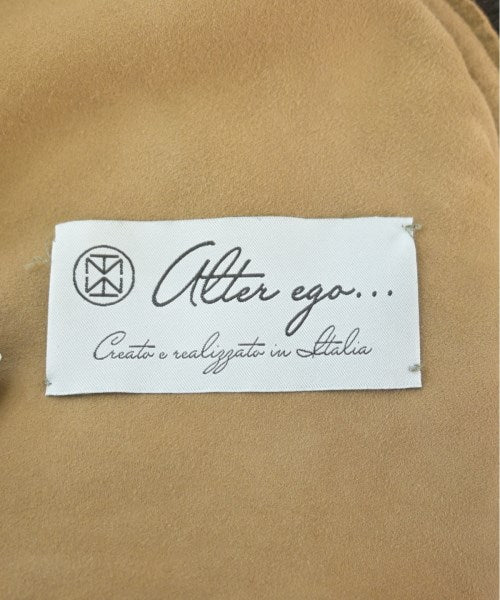 Alter ego...
Creato e realizzato in Italia